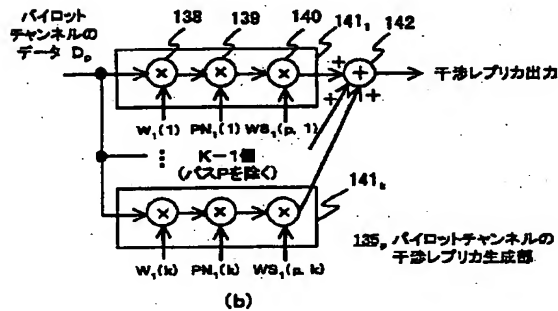 パイロット
チャンネルの
データ Dp
138
139
140
141₁
142
干渉レプリカ出力
W₁(1)
PN₁(1)
WS₁(p, 1)
K-1個
(パスPを除く)
141ₖ
W₁(k)
PN₁(k)
WS₁(p, k)
135ₚ パイロットチャンネルの
干渉レプリカ生成部
(b)